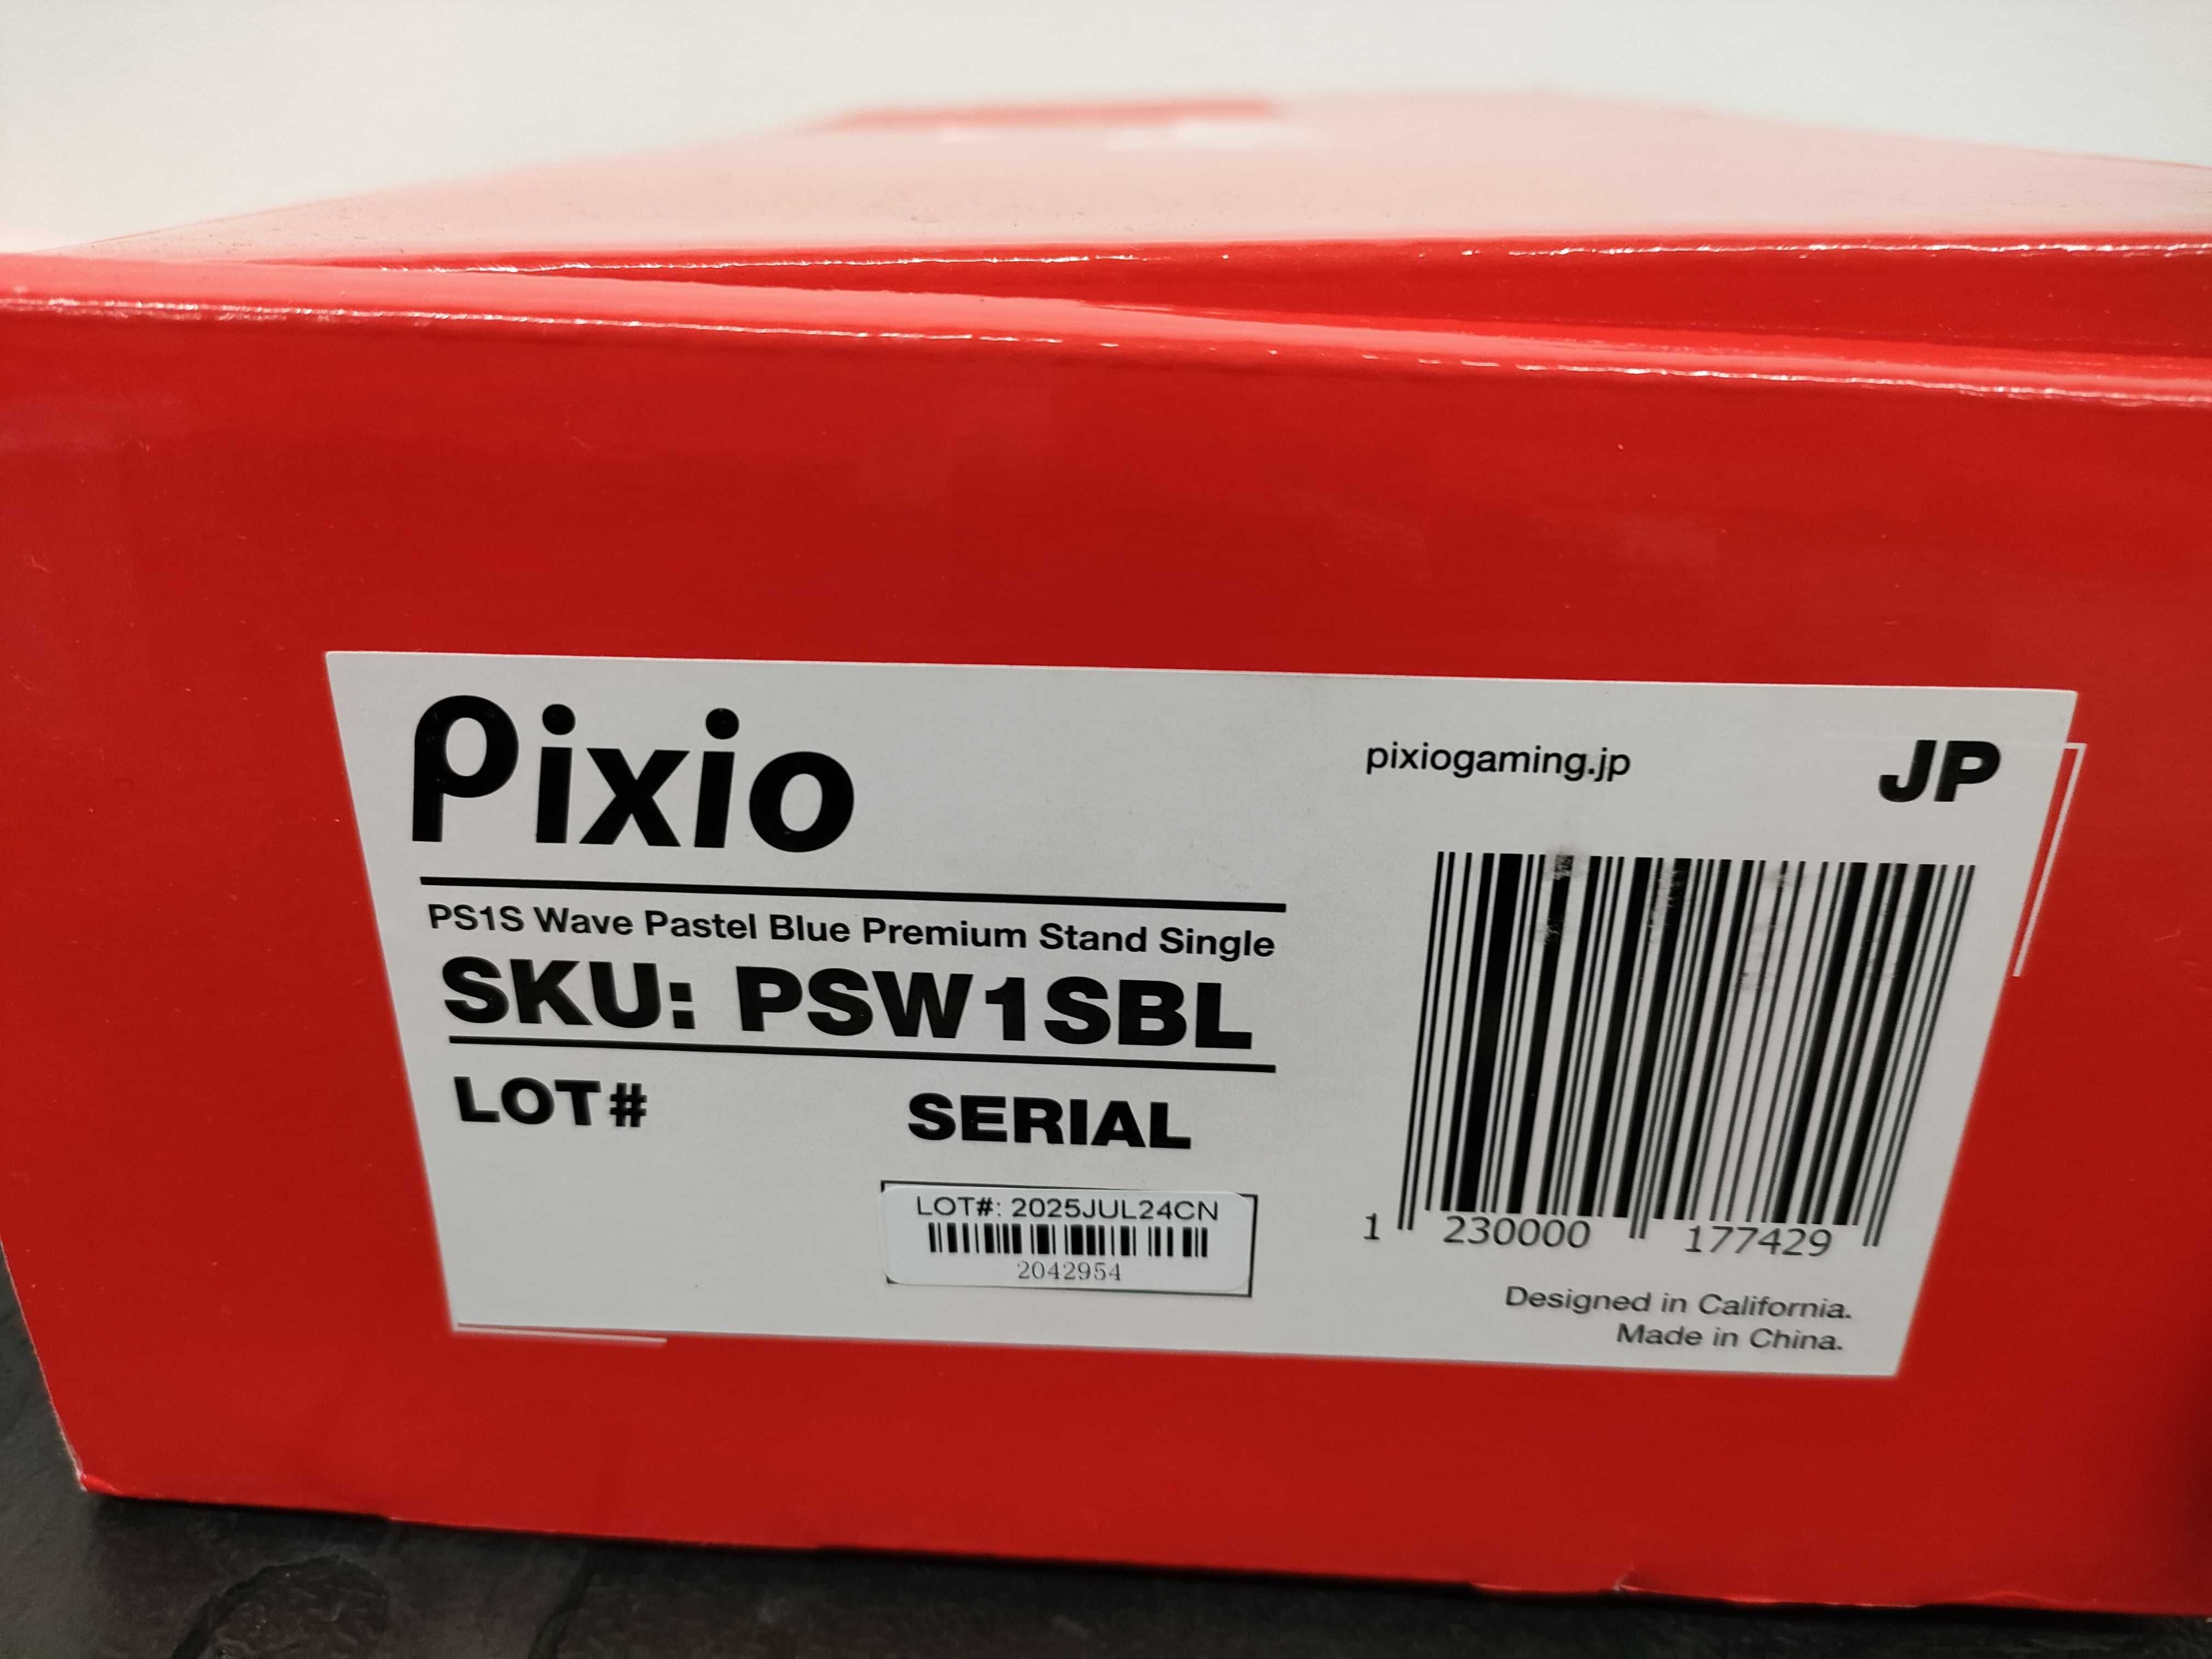 Pixio
pixiogaming.jp
JP
PS1S Wave Pastel Blue Premium Stand Single
SKU: PSW1SBL
LOT#
SERIAL
LOT#: 2025JUL24CN
2042954
1 230000 177429
Designed in California.
Made in China.